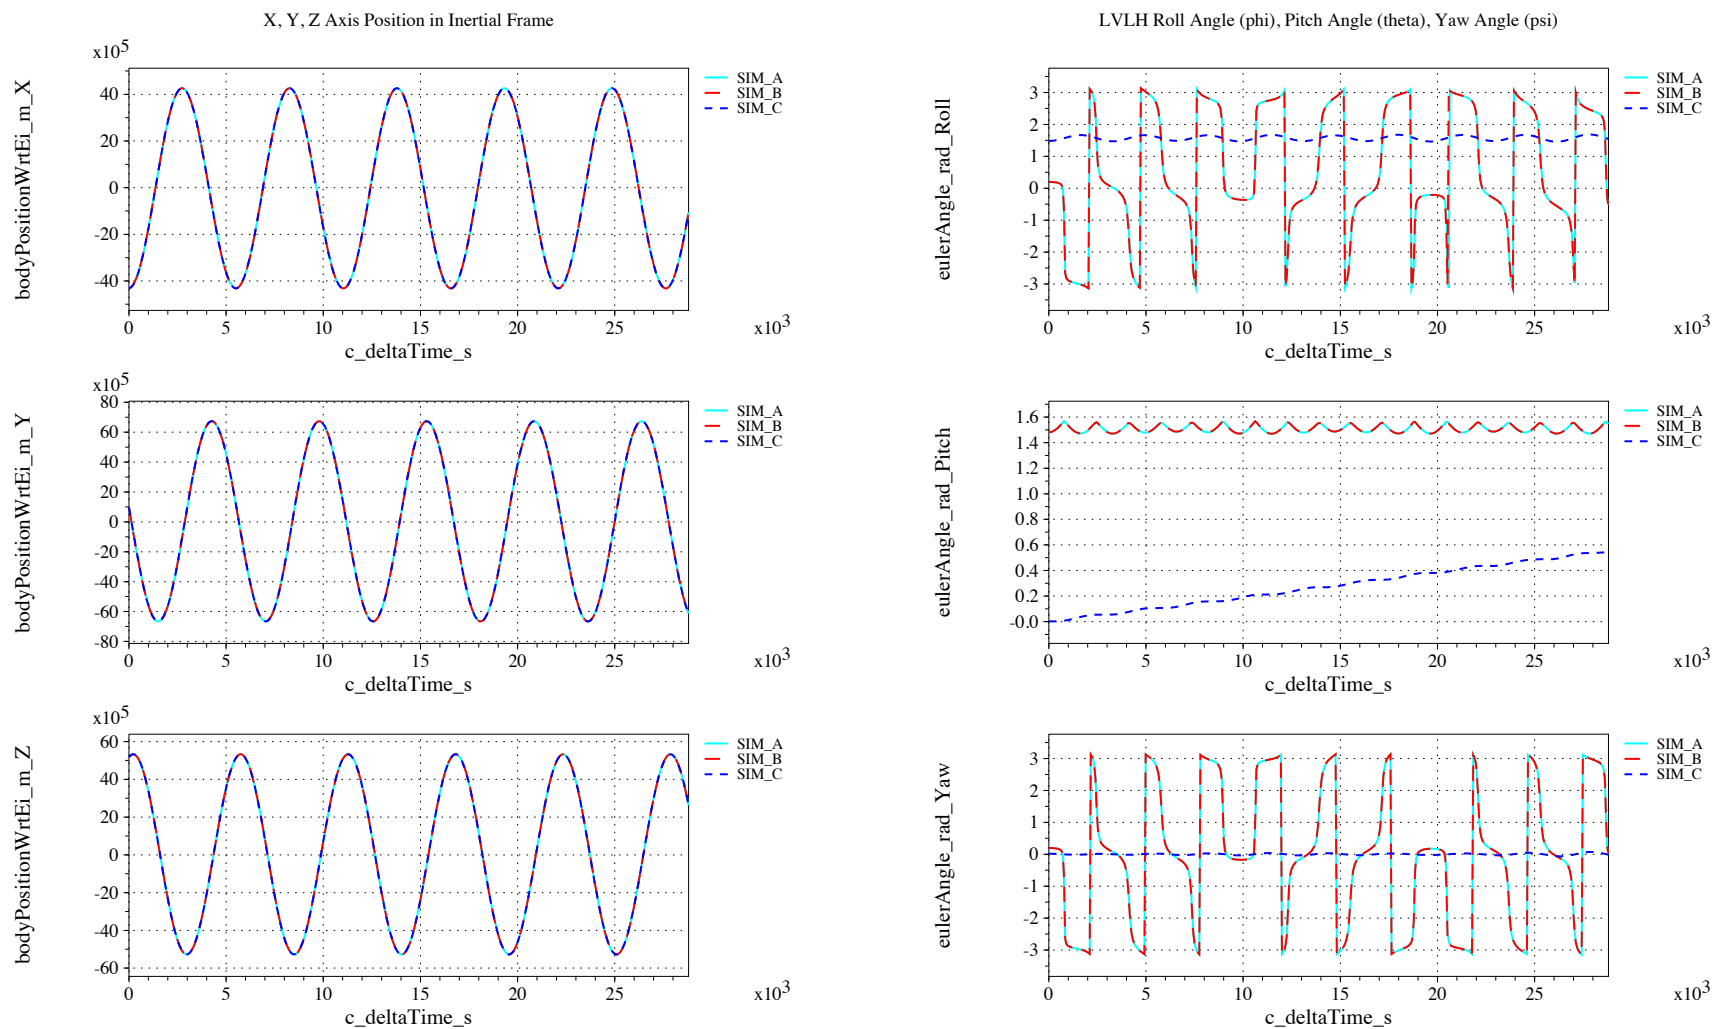 X, Y, Z Axis Position in Inertial Frame
x10^5
bodyPositionWrtEi_m_X
40
20
0
-20
-40
0 5 10 15 20 25
x10^3
c_deltaTime_s
SIM_A
SIM_B
SIM_C
x10^5
bodyPositionWrtEi_m_Y
80
60
40
20
0
-20
-40
-60
-80
0 5 10 15 20 25
x10^3
c_deltaTime_s
SIM_A
SIM_B
SIM_C
x10^5
bodyPositionWrtEi_m_Z
60
40
20
0
-20
-40
-60
0 5 10 15 20 25
x10^3
c_deltaTime_s
SIM_A
SIM_B
SIM_C
LVLH Roll Angle (phi), Pitch Angle (theta), Yaw Angle (psi)
eulerAngle_rad_Roll
3
2
1
0
-1
-2
-3
0 5 10 15 20 25
x10^3
c_deltaTime_s
SIM_A
SIM_B
SIM_C
eulerAngle_rad_Pitch
1.6
1.4
1.2
1.0
0.8
0.6
0.4
0.2
-0.0
0 5 10 15 20 25
x10^3
c_deltaTime_s
SIM_A
SIM_B
SIM_C
eulerAngle_rad_Yaw
3
2
1
0
-1
-2
-3
0 5 10 15 20 25
x10^3
c_deltaTime_s
SIM_A
SIM_B
SIM_C